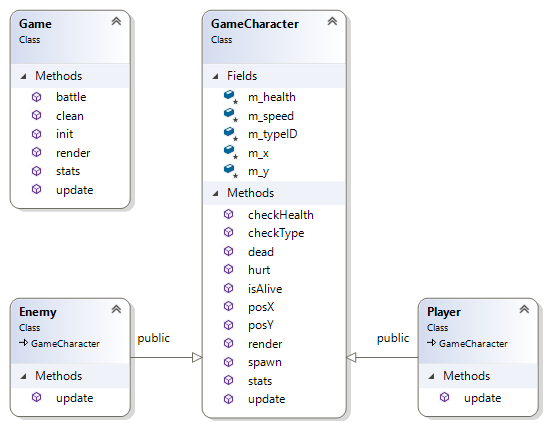 Game
Class
Methods
battle
clean
init
render
stats
update
GameCharacter
Class
Fields
m_health
m_speed
m_typeID
m_x
m_y
Methods
checkHealth
checkType
dead
hurt
isAlive
posX
posY
render
spawn
stats
update
Enemy
Class
GameCharacter
Methods
update
public
Player
Class
GameCharacter
Methods
update
public